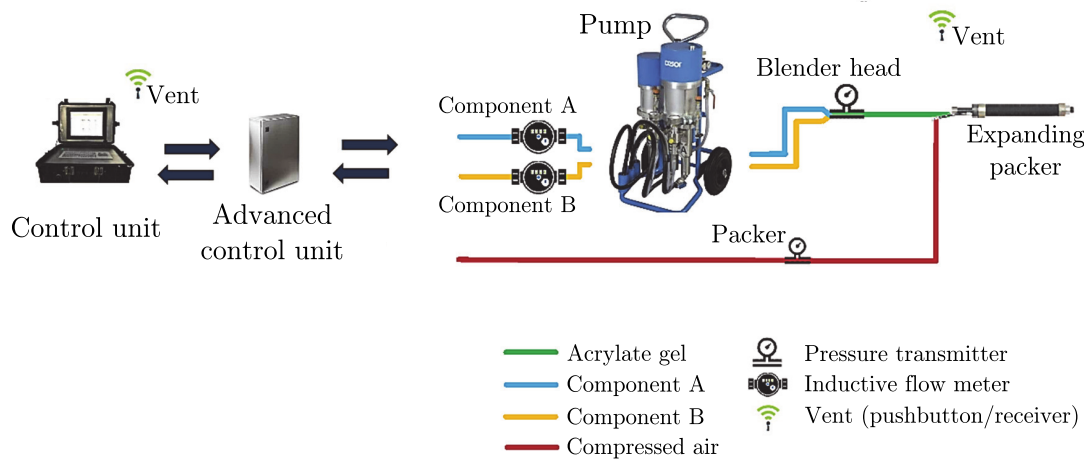 Pump
Vent
Blender head
Vent
Component A
Expanding
packer
Component B
Control unit
Advanced
control unit
Packer
Acrylate gel
Component A
Component B
Compressed air
Pressure transmitter
Inductive flow meter
Vent (pushbutton/receiver)